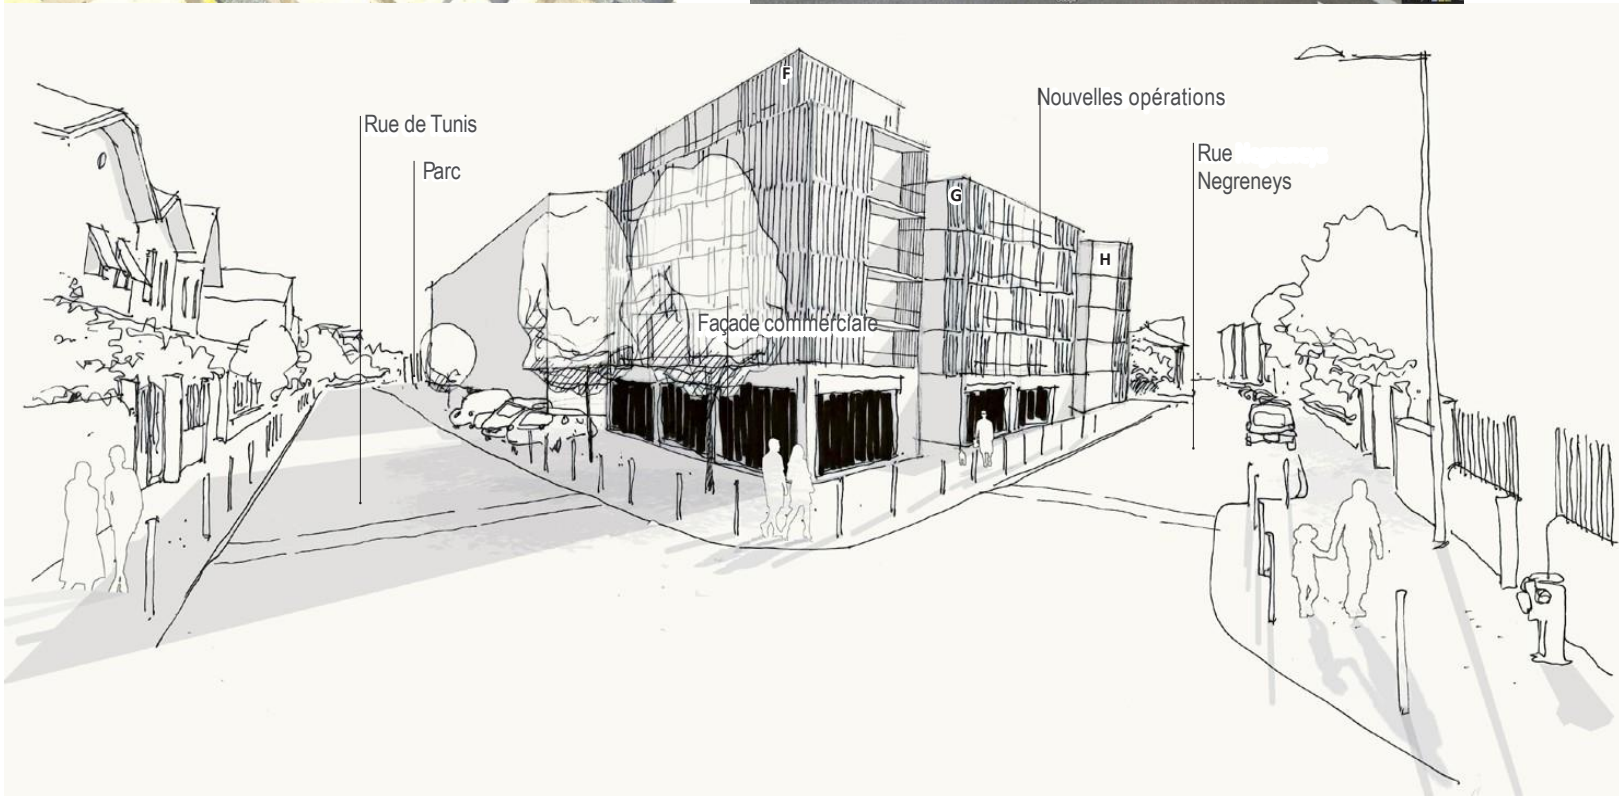 F
Nouvelles opérations
Rue de Tunis
Rue
Negreneys
Parc
G
H
Façade commerciale